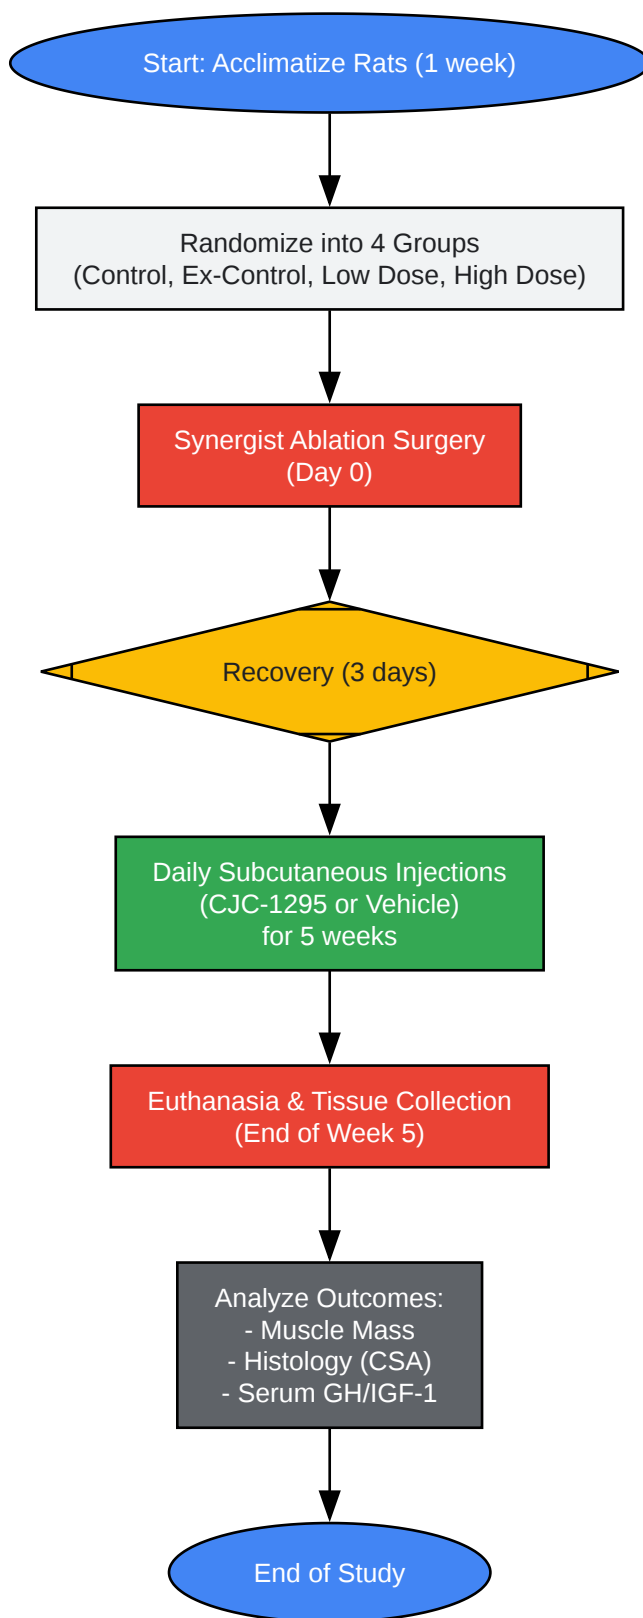 Start: Acclimatize Rats (1 week)
Randomize into 4 Groups
(Control, Ex-Control, Low Dose, High Dose)
Synergist Ablation Surgery
(Day 0)
Recovery (3 days)
Daily Subcutaneous Injections
(CJC-1295 or Vehicle)
for 5 weeks
Euthanasia & Tissue Collection
(End of Week 5)
Analyze Outcomes:
- Muscle Mass
- Histology (CSA)
- Serum GH/IGF-1
End of Study